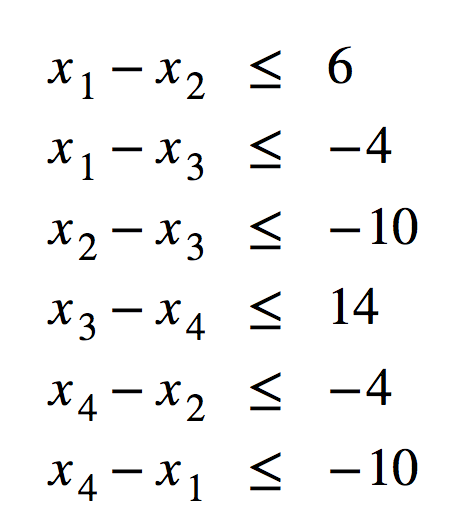 x₁ − x₂ ≤ 6
x₁ − x₃ ≤ −4
x₂ − x₃ ≤ −10
x₃ − x₄ ≤ 14
x₄ − x₂ ≤ −4
x₄ − x₁ ≤ −10